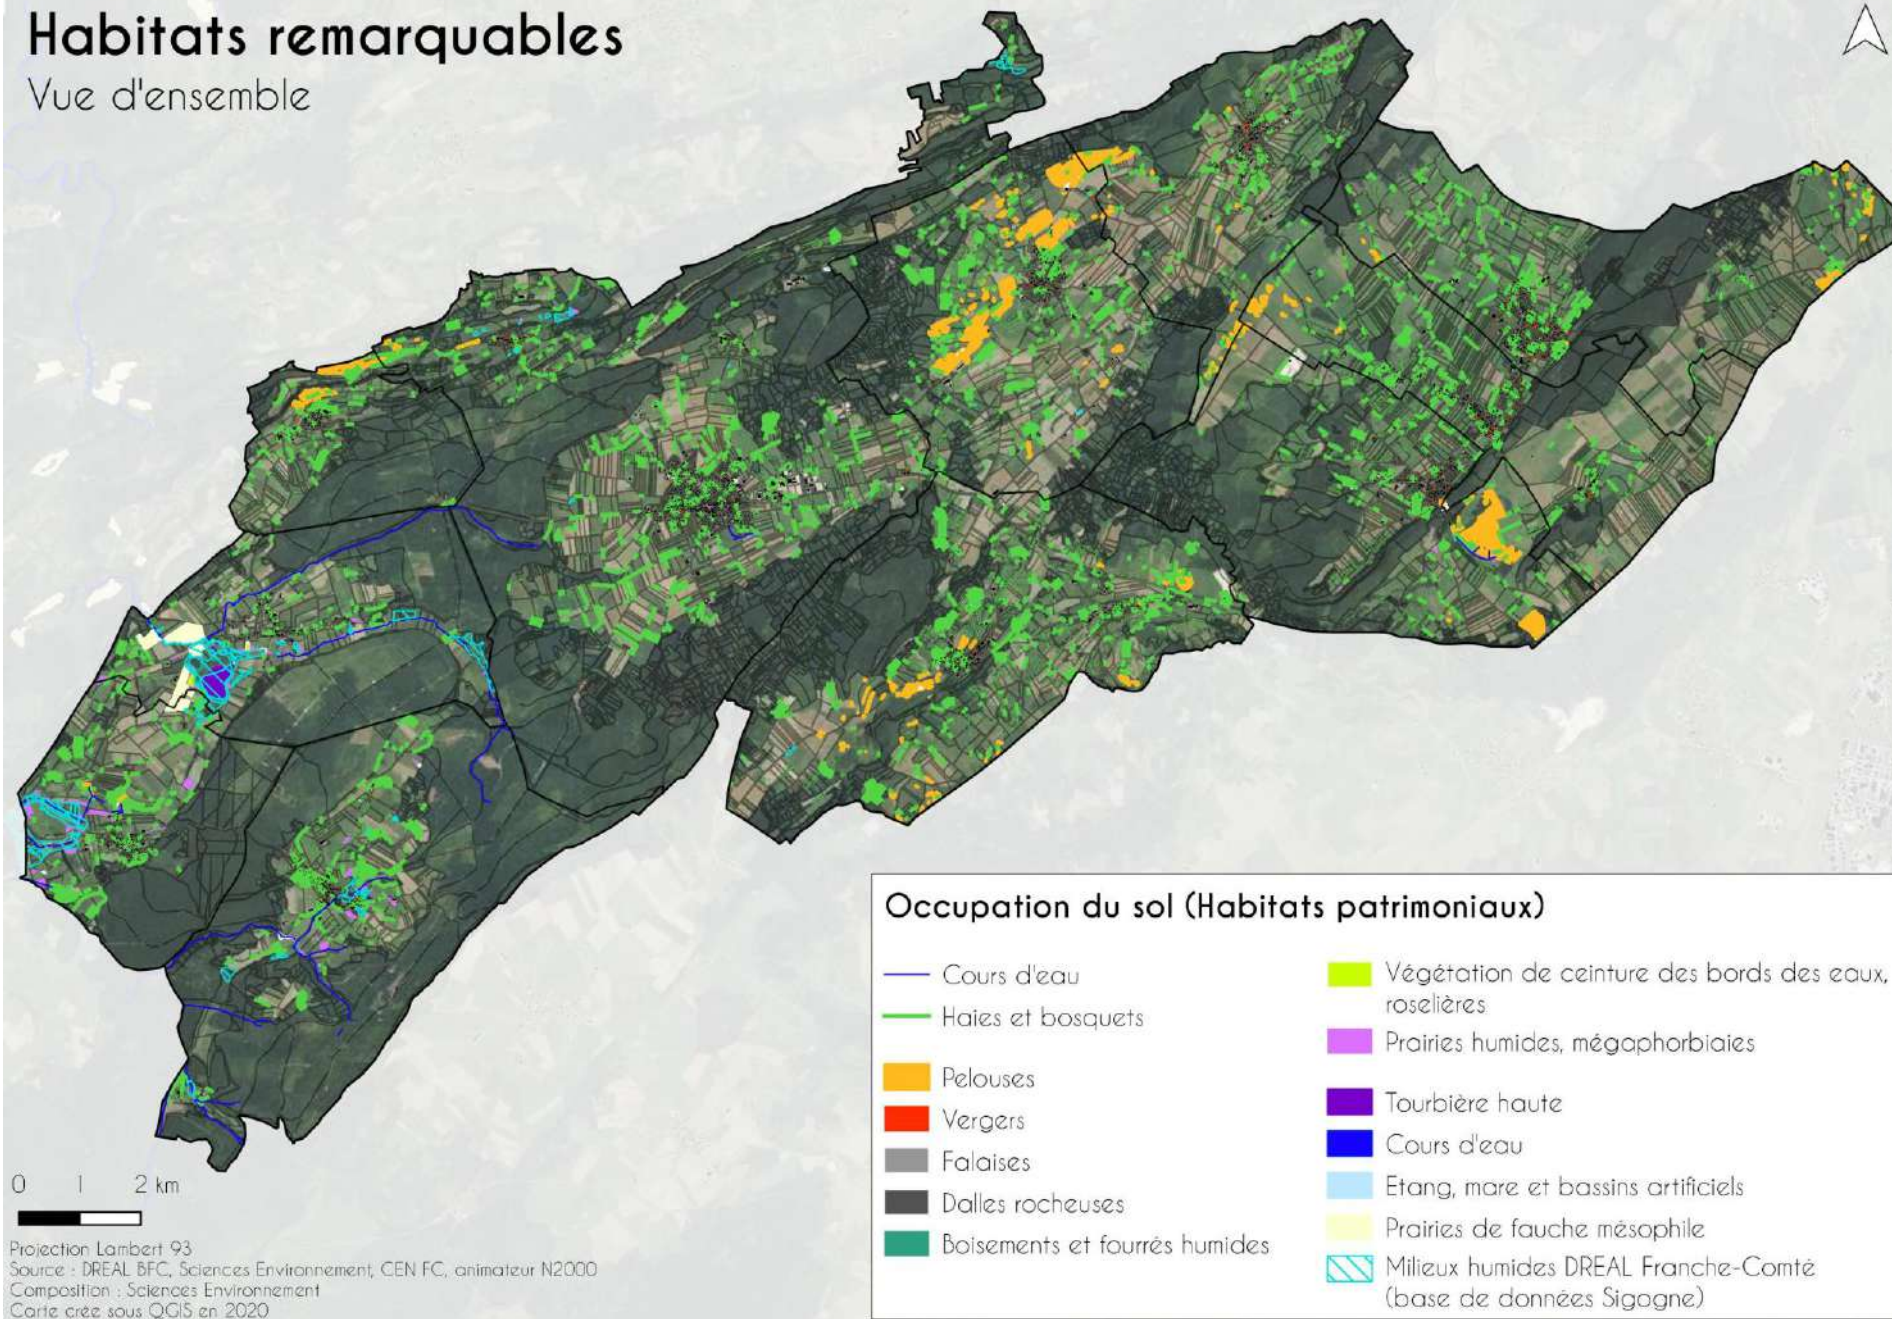 Habitats remarquables
Vue d'ensemble
Occupation du sol (Habitats patrimoniaux)
Cours d'eau
Haies et bosquets
Pelouses
Vergers
Falaises
Dalles rocheuses
Boisements et fourrés humides
Végétation de ceinture des bords des eaux,
roselières
Prairies humides, mégaphorbiaies
Tourbière haute
Cours d'eau
Etang, mare et bassins artificiels
Prairies de fauche mésophile
Milieux humides DREAL Franche-Comté
(base de données Sigogne)
0 1 2 km
Projection Lambert 93
Source : DREAL BFC, Sciences Environnement, CEN FC, animateur N2000
Composition : Sciences Environnement
Carte crée sous QGIS en 2020